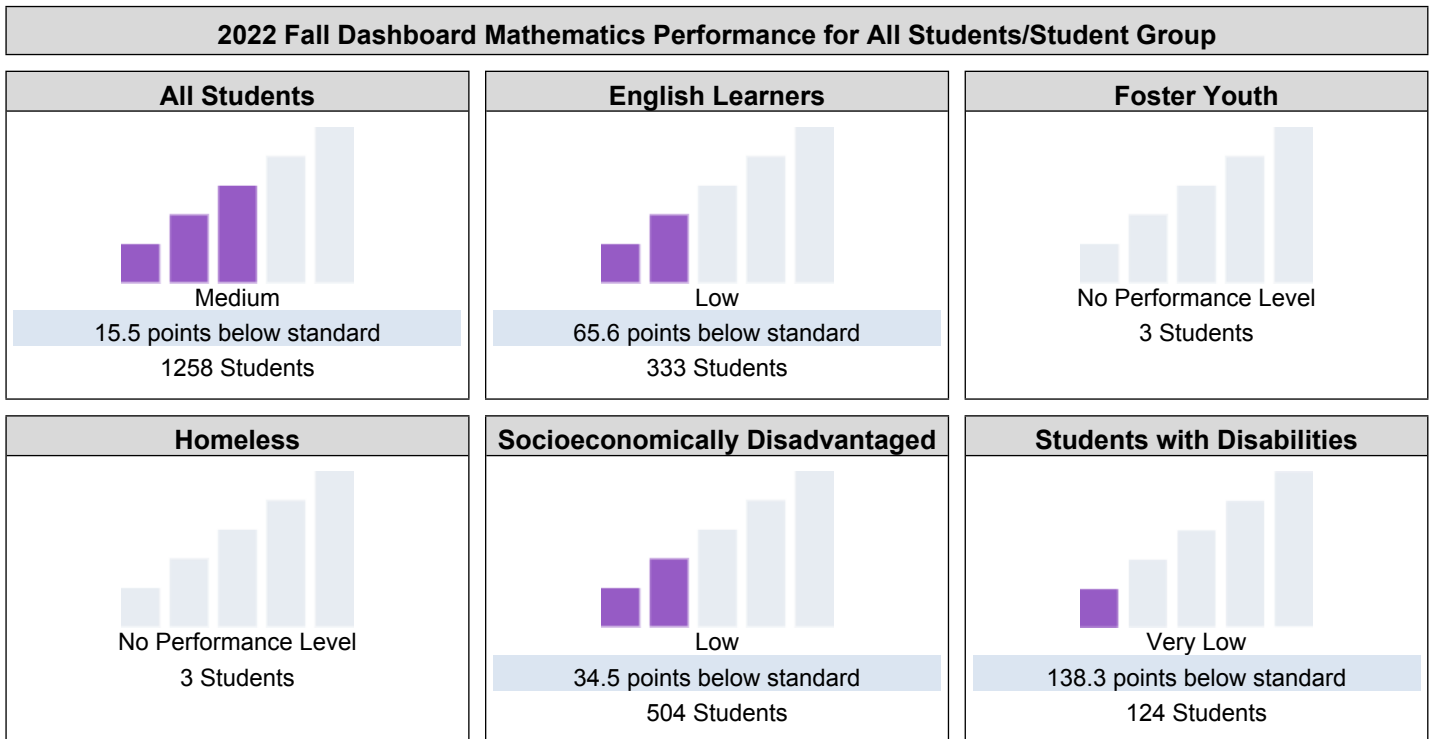 2022 Fall Dashboard Mathematics Performance for All Students/Student Group
All Students
Medium
15.5 points below standard
1258 Students
English Learners
Low
65.6 points below standard
333 Students
Foster Youth
No Performance Level
3 Students
Homeless
No Performance Level
3 Students
Socioeconomically Disadvantaged
Low
34.5 points below standard
504 Students
Students with Disabilities
Very Low
138.3 points below standard
124 Students